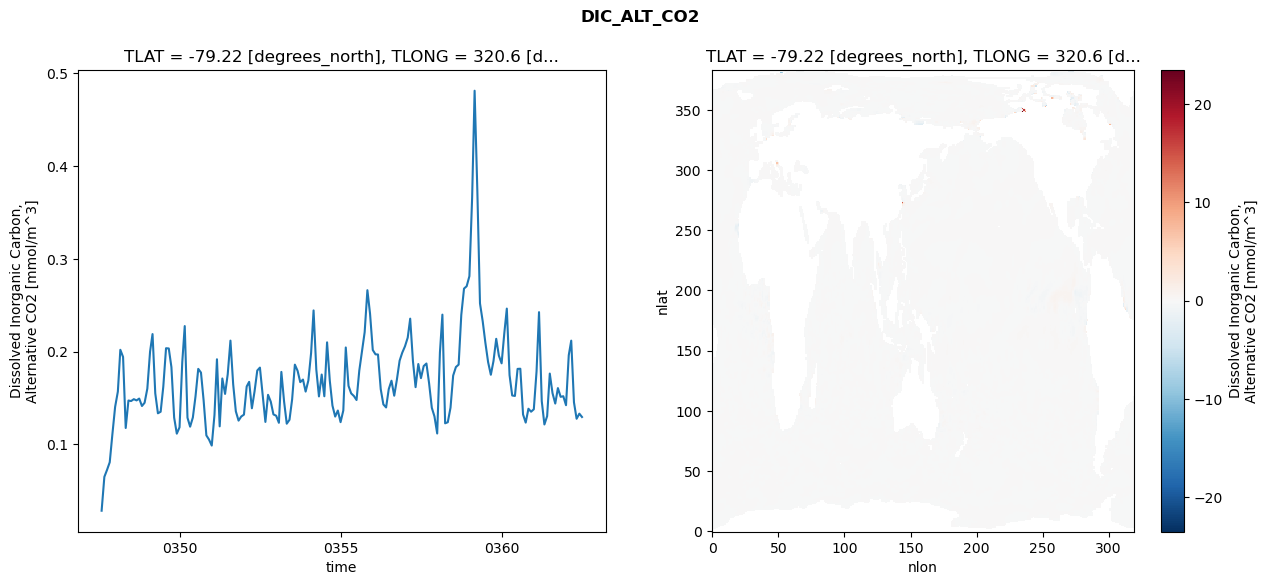 DIC_ALT_CO2
TLAT = -79.22 [degrees_north], TLONG = 320.6 [d...
Dissolved Inorganic Carbon,
Alternative CO2 [mmol/m^3]
0.5
0.4
0.3
0.2
0.1
0350
0355
0360
time
TLAT = -79.22 [degrees_north], TLONG = 320.6 [d...
nlat
350
300
250
200
150
100
50
0
0
50
100
150
200
250
300
nlon
20
10
0
−10
−20
Dissolved Inorganic Carbon,
Alternative CO2 [mmol/m^3]